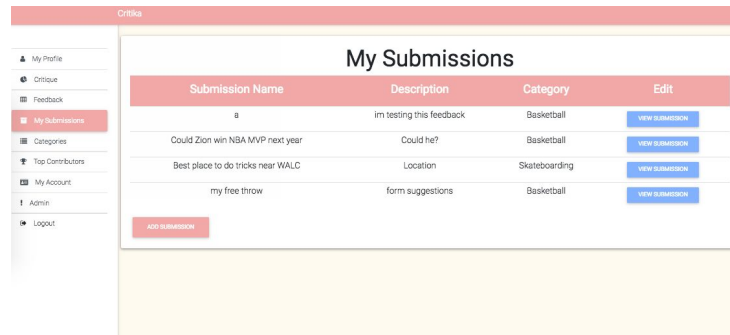 Critika
My Profile
Critique
Feedback
My Submissions
Categories
Top Contributors
My Account
Admin
Logout
My Submissions
Submission Name Description Category Edit
a im testing this feedback Basketball VIEW SUBMISSION
Could Zion win NBA MVP next year Could he? Basketball VIEW SUBMISSION
Best place to do tricks near WALC Location Skateboarding VIEW SUBMISSION
my free throw form suggestions Basketball VIEW SUBMISSION
ADD SUBMISSION